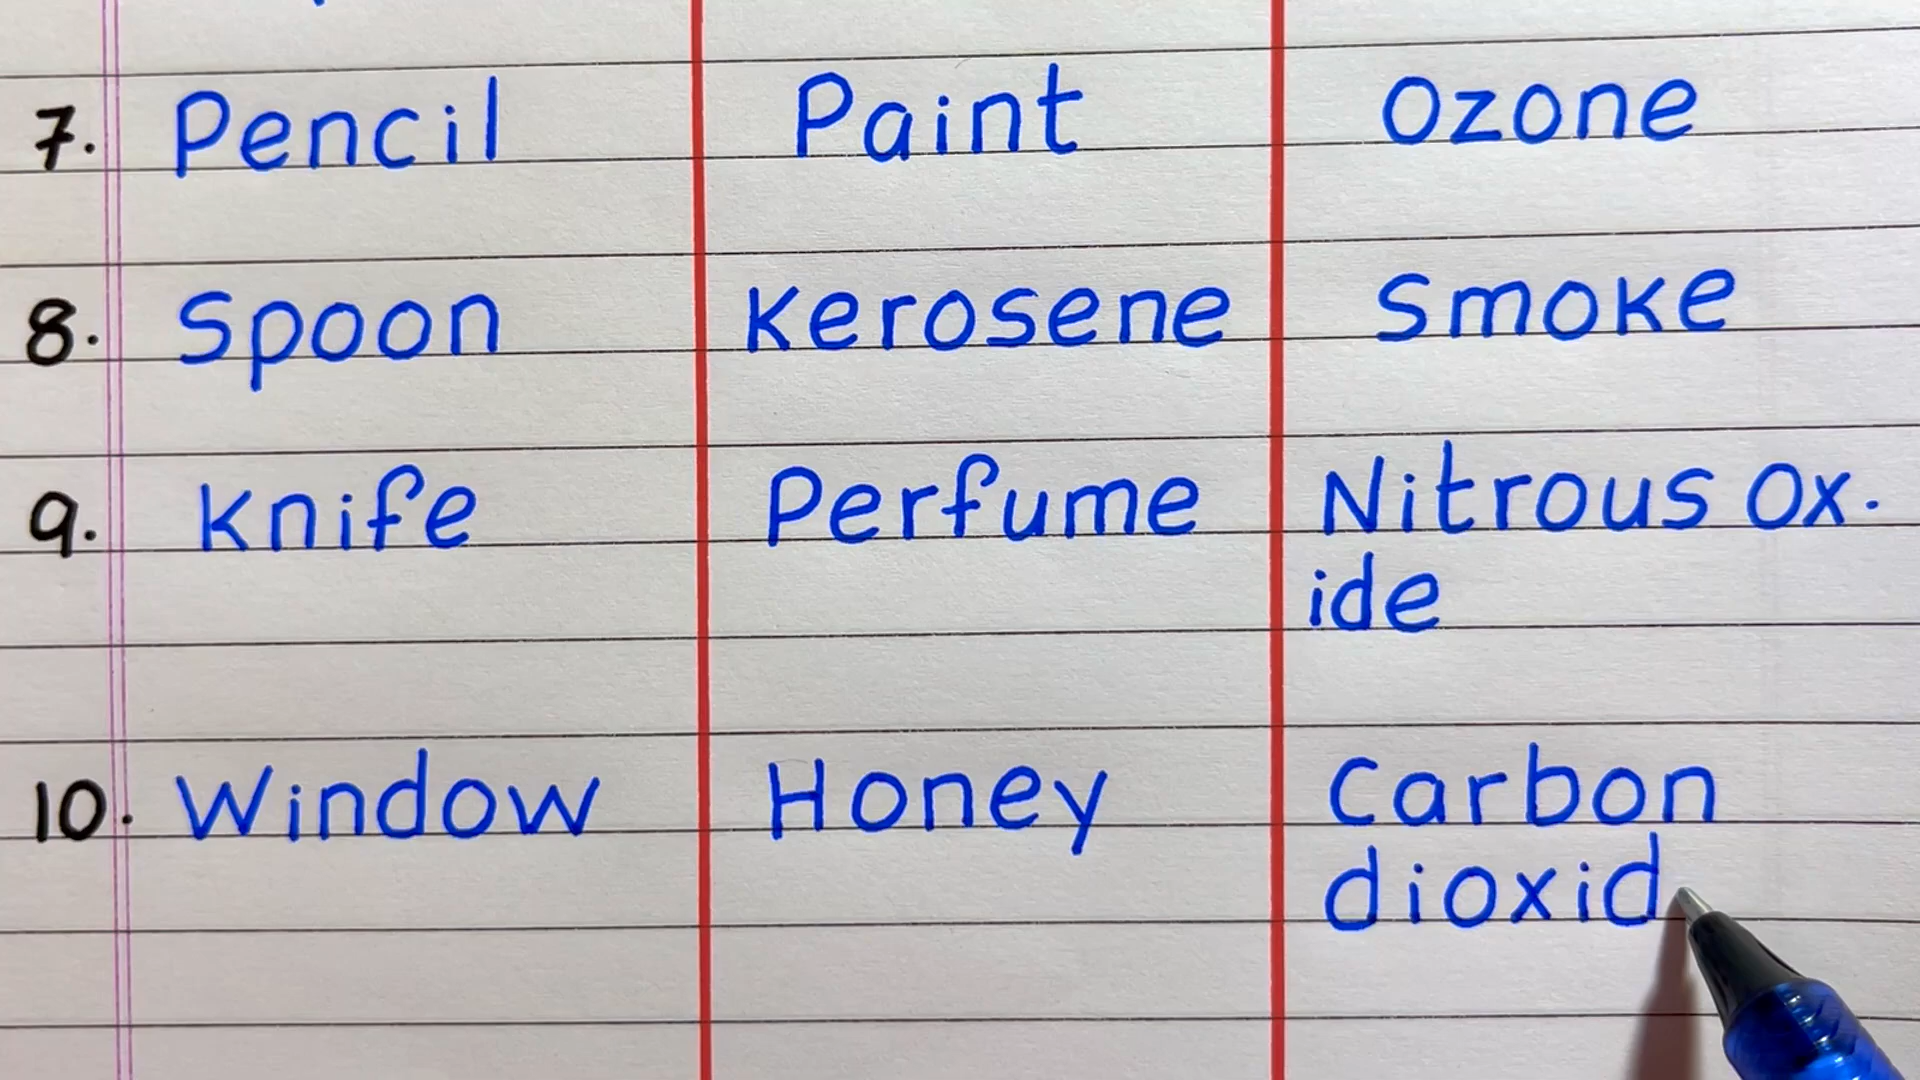 7. Pencil Paint Ozone
8. Spoon Kerosene Smoke
9. Knife Perfume Nitrous Ox.
ide
10. Window Honey Carbon
dioxid